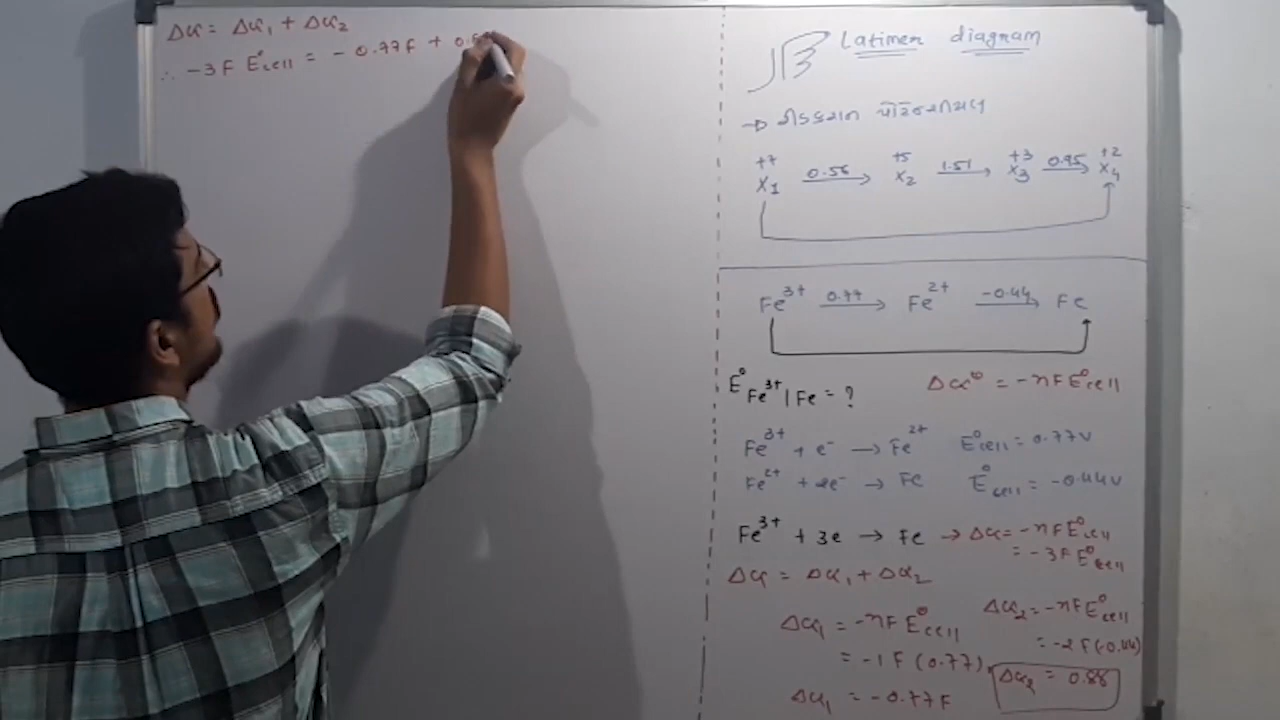 ΔG = ΔG₁ + ΔG₂
∴ -3F E°cell = -0.77F + 0.8
Latimer diagram
+7 +5 +3 +2
X₁ —0.56→ X₂ —1.51→ X₃ —0.95→ X₄
Fe³⁺ —0.77→ Fe²⁺ —-0.44→ Fe
E°Fe³⁺|Fe = ?
ΔG° = -nFE°cell
Fe³⁺ + e⁻ → Fe²⁺ E°cell = 0.77V
Fe²⁺ + 2e⁻ → Fe E°cell = -0.44V
Fe³⁺ + 3e → Fe → ΔG = -nFE°cell
= -3F E°cell
ΔG = ΔG₁ + ΔG₂
ΔG₁ = -nF E°cell
= -1F(0.77)
ΔG₁ = -0.77F
ΔG₂ = -nFE°cell
= -2F(-0.44)
ΔG₂ = 0.88